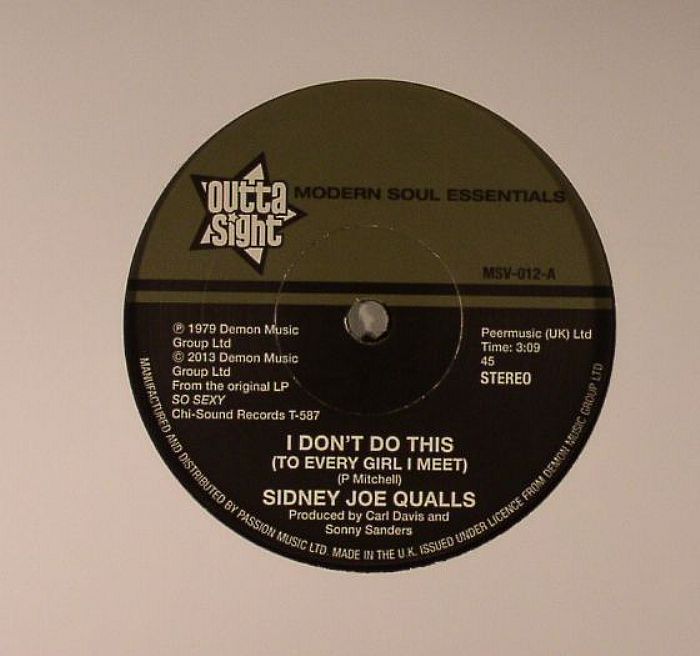 outta
sight
MODERN SOUL ESSENTIALS
MSV-012-A
℗ 1979 Demon Music
Group Ltd
© 2013 Demon Music
Group Ltd
From the original LP
SO SEXY
Chi-Sound Records T-587
Peermusic (UK) Ltd
Time: 3:09
45
STEREO
I DON'T DO THIS
(TO EVERY GIRL I MEET)
(P Mitchell)
SIDNEY JOE QUALLS
Produced by Carl Davis and
Sonny Sanders
MANUFACTURED AND DISTRIBUTED BY PASSION MUSIC LTD. MADE IN THE U.K. ISSUED UNDER LICENCE FROM DEMON MUSIC GROUP LTD